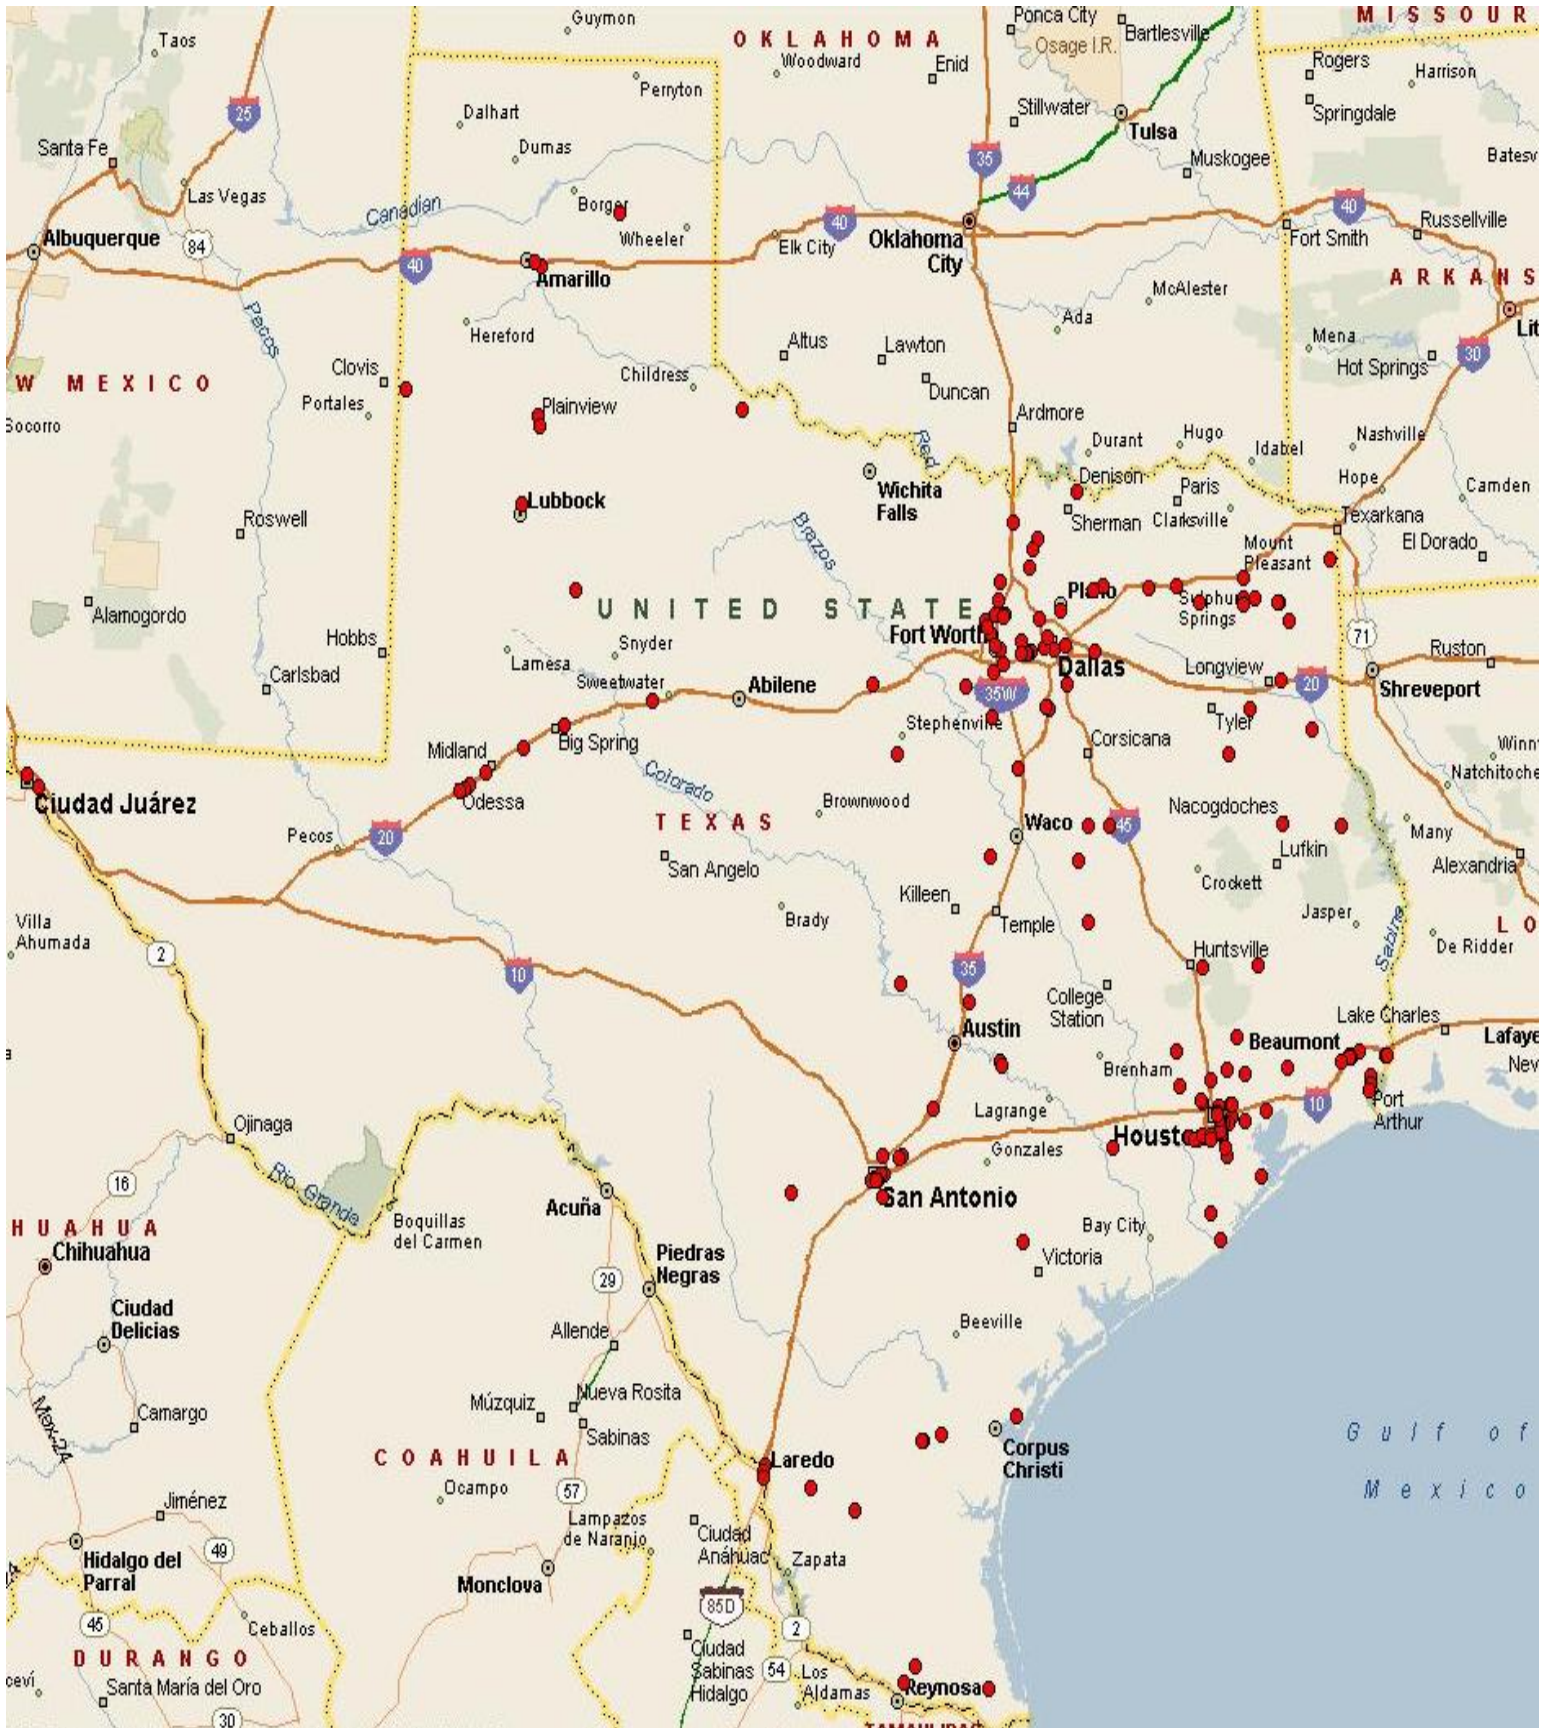 MISSOUR
Guymon
Ponca City
Bartlesville
Taos
OKLAHOMA
Osage I.R.
Woodward
Enid
Rogers
Harrison
Perryton
Springdale
25
Dalhart
Stillwater
Tulsa
Santa Fe
Dumas
35
Muskogee
Batesv
44
Las Vegas
Canadian
Borger
40
40
Russellville
Albuquerque
84
Wheeler
Elk City
Oklahoma
City
Fort Smith
40
Amarillo
ARKANS
McAlester
Pecos
Hereford
Ada
Mena
Lit
Altus
Lawton
30
Hot Springs
Clovis
Childress
W MEXICO
Duncan
Portales
Plainview
Ardmore
Socorro
Red
Durant
Hugo
Idabel
Nashville
Denison
Hope
Wichita
Falls
Paris
Camden
Lubbock
Roswell
Sherman
Clarksville
Texarkana
Brazos
Mount
Pleasant
El Dorado
Plano
Alamogordo
UNITED STATE
Sulphur
Springs
Hobbs
Snyder
Fort Worth
71
Ruston
Lamesa
Dallas
Longview
Carlsbad
Sweetwater
Abilene
35W
20
Shreveport
Stephenville
Tyler
Midland
Big Spring
Corsicana
Winn
Colorado
Natchitoche
Ciudad Juárez
Odessa
Brownwood
Nacogdoches
TEXAS
Waco
45
Many
Pecos
20
Lufkin
San Angelo
Alexandria
Crockett
Killeen
Villa
Ahumada
Brady
Temple
Jasper
LO
Sabine
De Ridder
2
Huntsville
10
35
College
Station
Lake Charles
Austin
Beaumont
Lafaye
Nev
Brenham
Lagrange
10
Port
Arthur
Ojinaga
Houst
Gonzales
16
Rio Grande
Acuña
San Antonio
HUAHUA
Boquillas
del Carmen
Bay City
Chihuahua
Piedras
Negras
Victoria
29
Ciudad
Delicias
Allende
Beeville
Nueva Rosita
Múzquiz
Mex-24
Camargo
Sabinas
Gulf of
Mexico
COAHUILA
Laredo
Corpus
Christi
Ocampo
57
Jiménez
Lampazos
de Naranjo
Ciudad
Anáhuac
49
Hidalgo del
Parral
Zapata
Monclova
85D
45
Ceballos
2
DURANGO
Ciudad
Sabinas
Hidalgo
54
Los
Aldamas
ceví
Santa María del Oro
Reynosa
30
TAMAULIPAS